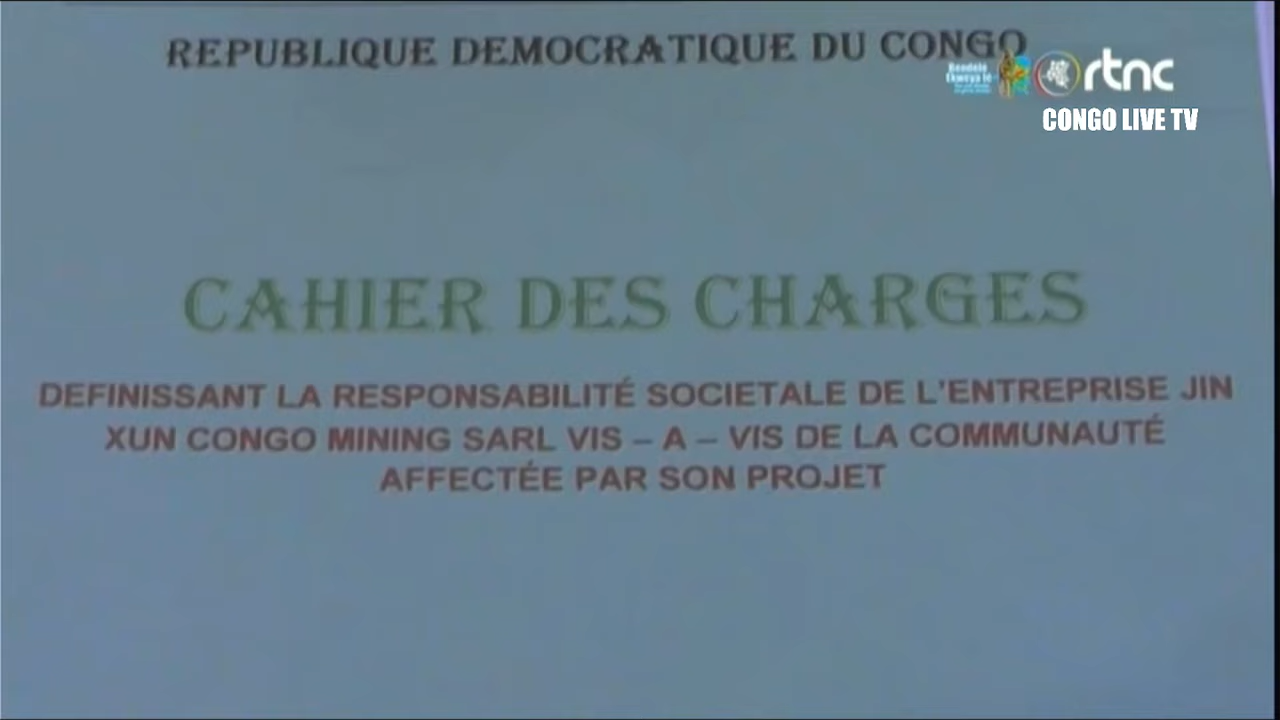 REPUBLIQUE DEMOCRATIQUE DU CONGO
rtnc
CONGO LIVE TV
CAHIER DES CHARGES
DEFINISSANT LA RESPONSABILITÉ SOCIETALE DE L'ENTREPRISE JIN
XUN CONGO MINING SARL VIS – A – VIS DE LA COMMUNAUTÉ
AFFECTÉE PAR SON PROJET